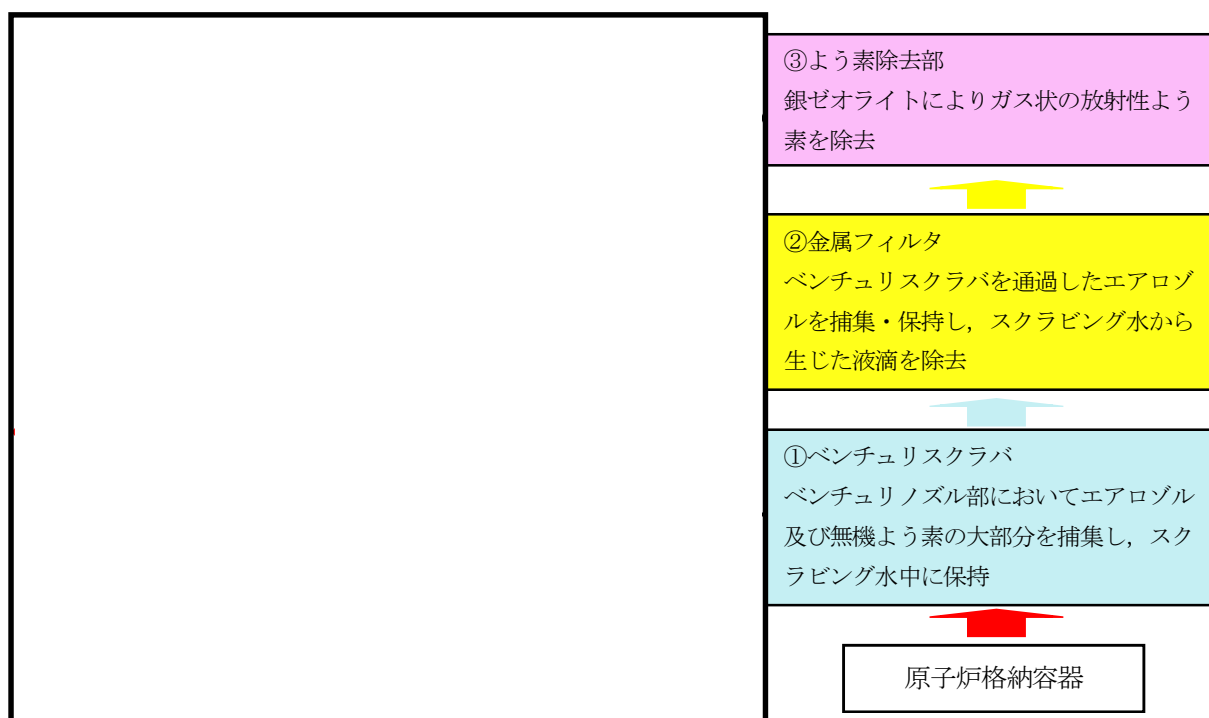 ③よう素除去部
銀ゼオライトによりガス状の放射性よう
素を除去
②金属フィルタ
ベンチュリスクラバを通過したエアロゾ
ルを捕集・保持し，スクラビング水から
生じた液滴を除去
①ベンチュリスクラバ
ベンチュリノズル部においてエアロゾル
及び無機よう素の大部分を捕集し，スク
ラビング水中に保持
原子炉格納容器